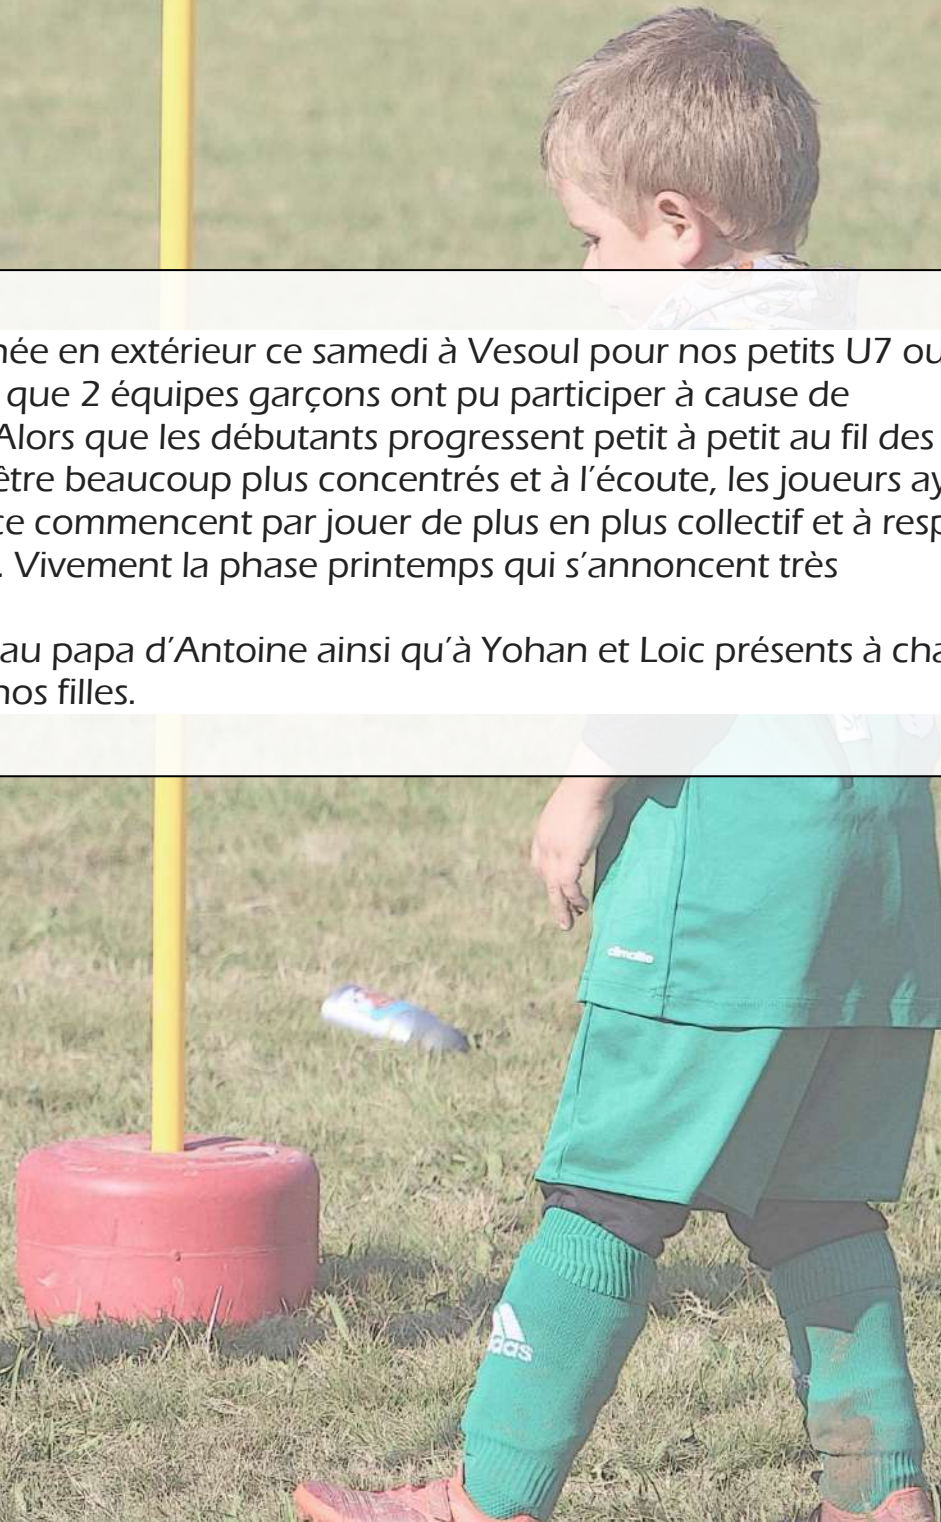 née en extérieur ce samedi à Vesoul pour nos petits U7 ou
que 2 équipes garçons ont pu participer à cause de
Alors que les débutants progressent petit à petit au fil des
être beaucoup plus concentrés et à l'écoute, les joueurs ay
ce commencent par jouer de plus en plus collectif et à resp
. Vivement la phase printemps qui s'annoncent très
au papa d'Antoine ainsi qu'à Yohan et Loic présents à cha
nos filles.
climalite
adidas